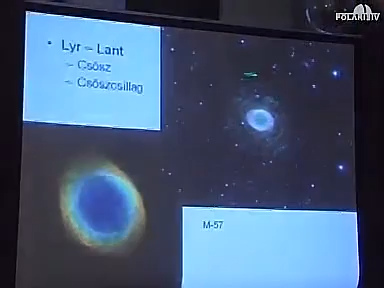 POLARIS TV
• Lyr – Lant
– Csősz
– Csőszcsillag
M-57